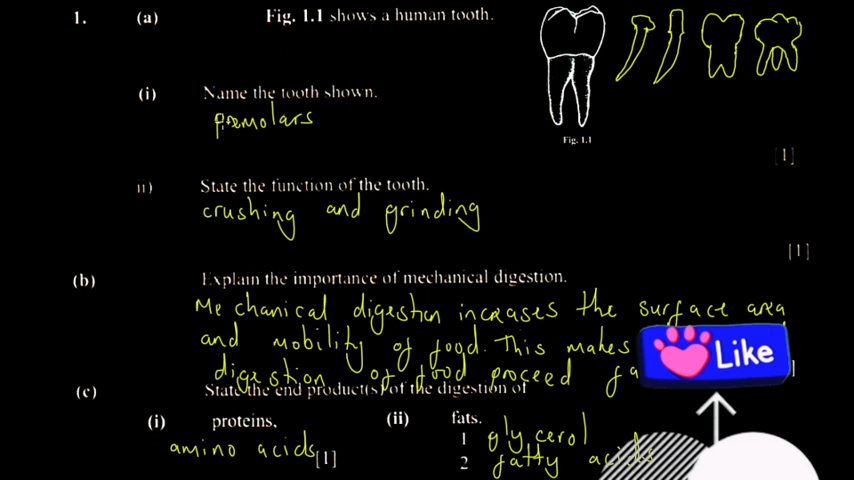 1. (a) Fig. 1.1 shows a human tooth.
(i) Name the tooth shown.
premolars
Fig. 1.1
[1]
ii) State the function of the tooth.
crushing and grinding
[1]
(b) Explain the importance of mechanical digestion.
Mechanical digestion increases the surface area
and mobility of food. This makes
digestion of food proceed
Like
(c) State the end product(s) of the digestion of
(i) proteins, (ii) fats.
amino acids [1] 1 glycerol
2 fatty acids